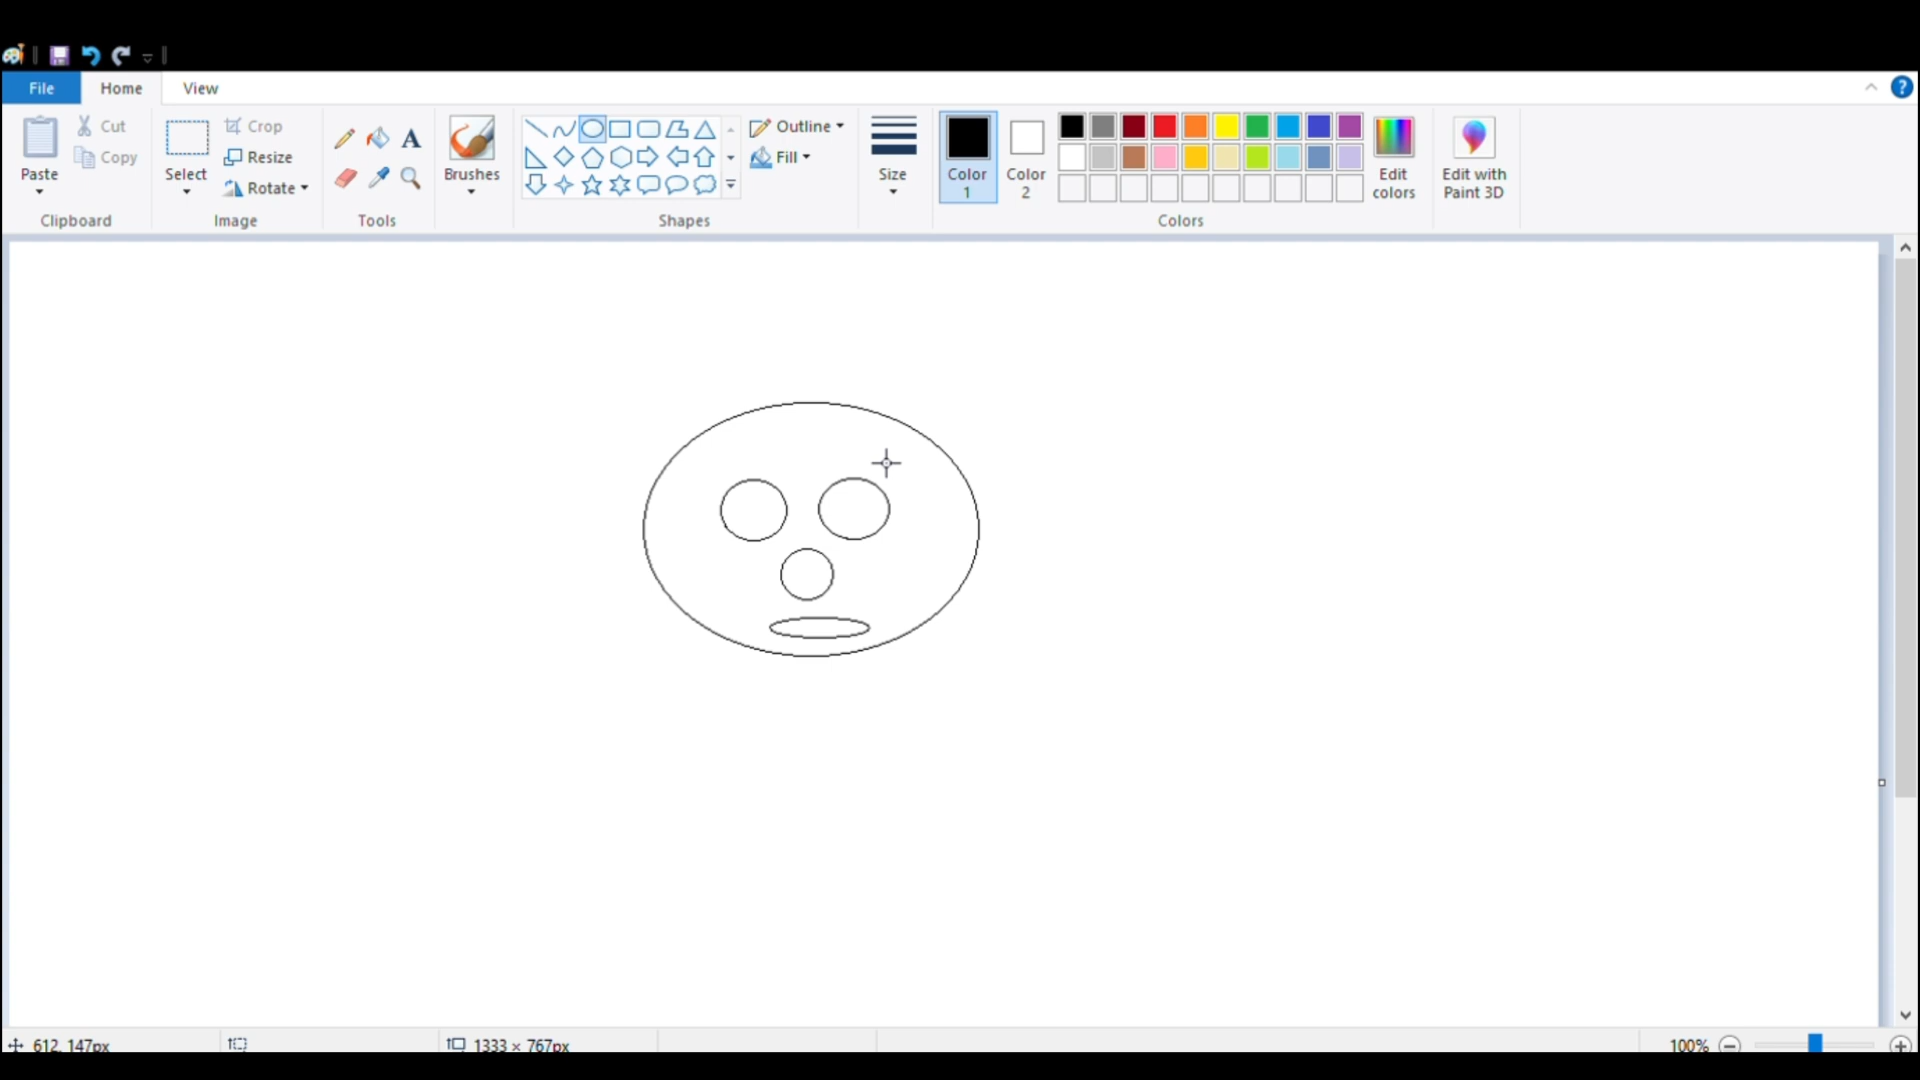 File Home View ?
Cut
Crop
Outline
Copy
Resize
Fill
Paste Select Rotate Brushes Size Color 1 Color 2 Edit colors Edit with Paint 3D
Clipboard Image Tools Shapes Colors
612, 147px 1333 × 767px 100%